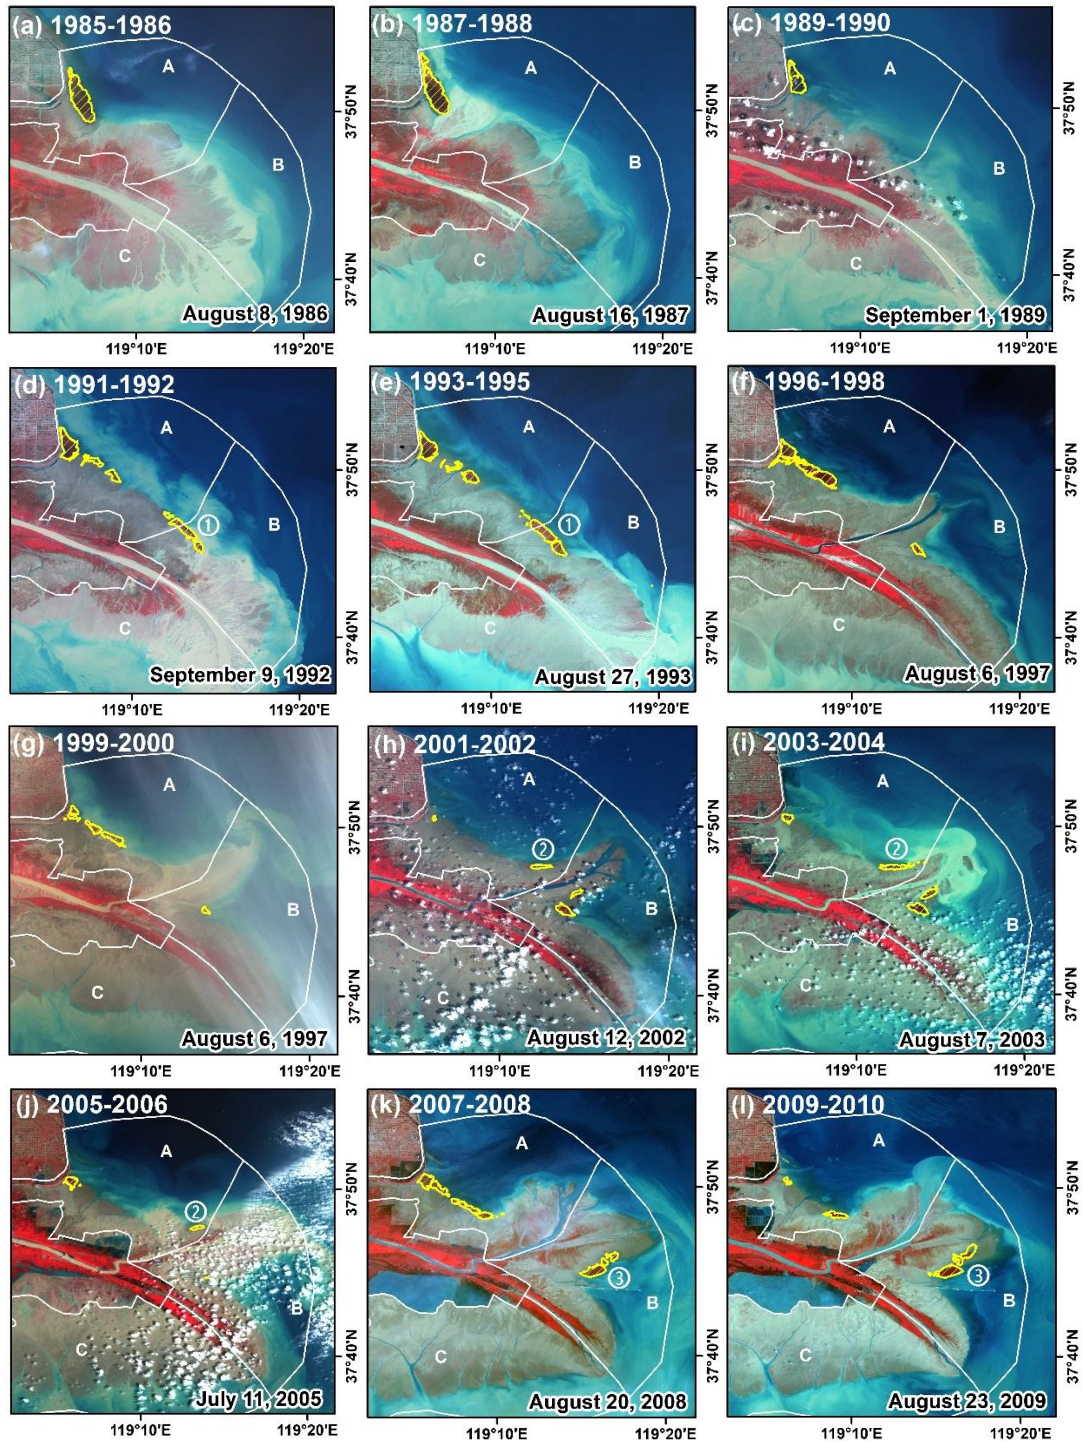 (a) 1985-1986
A
B
C
August 8, 1986
(b) 1987-1988
A
B
C
August 16, 1987
(c) 1989-1990
A
B
C
September 1, 1989
37°50'N
37°40'N
37°50'N
37°40'N
37°50'N
37°40'N
119°10'E
119°20'E
119°10'E
119°20'E
119°10'E
119°20'E
(d) 1991-1992
A
B
C
①
September 9, 1992
(e) 1993-1995
A
B
C
①
August 27, 1993
(f) 1996-1998
A
B
C
August 6, 1997
37°50'N
37°40'N
37°50'N
37°40'N
37°50'N
37°40'N
119°10'E
119°20'E
119°10'E
119°20'E
119°10'E
119°20'E
(g) 1999-2000
A
B
C
August 6, 1997
(h) 2001-2002
A
②
B
C
August 12, 2002
(i) 2003-2004
A
②
B
C
August 7, 2003
37°50'N
37°40'N
37°50'N
37°40'N
37°50'N
37°40'N
119°10'E
119°20'E
119°10'E
119°20'E
119°10'E
119°20'E
(j) 2005-2006
A
②
B
C
July 11, 2005
(k) 2007-2008
A
③
B
C
August 20, 2008
(l) 2009-2010
A
③
B
C
August 23, 2009
37°50'N
37°40'N
37°50'N
37°40'N
37°50'N
37°40'N
119°10'E
119°20'E
119°10'E
119°20'E
119°10'E
119°20'E